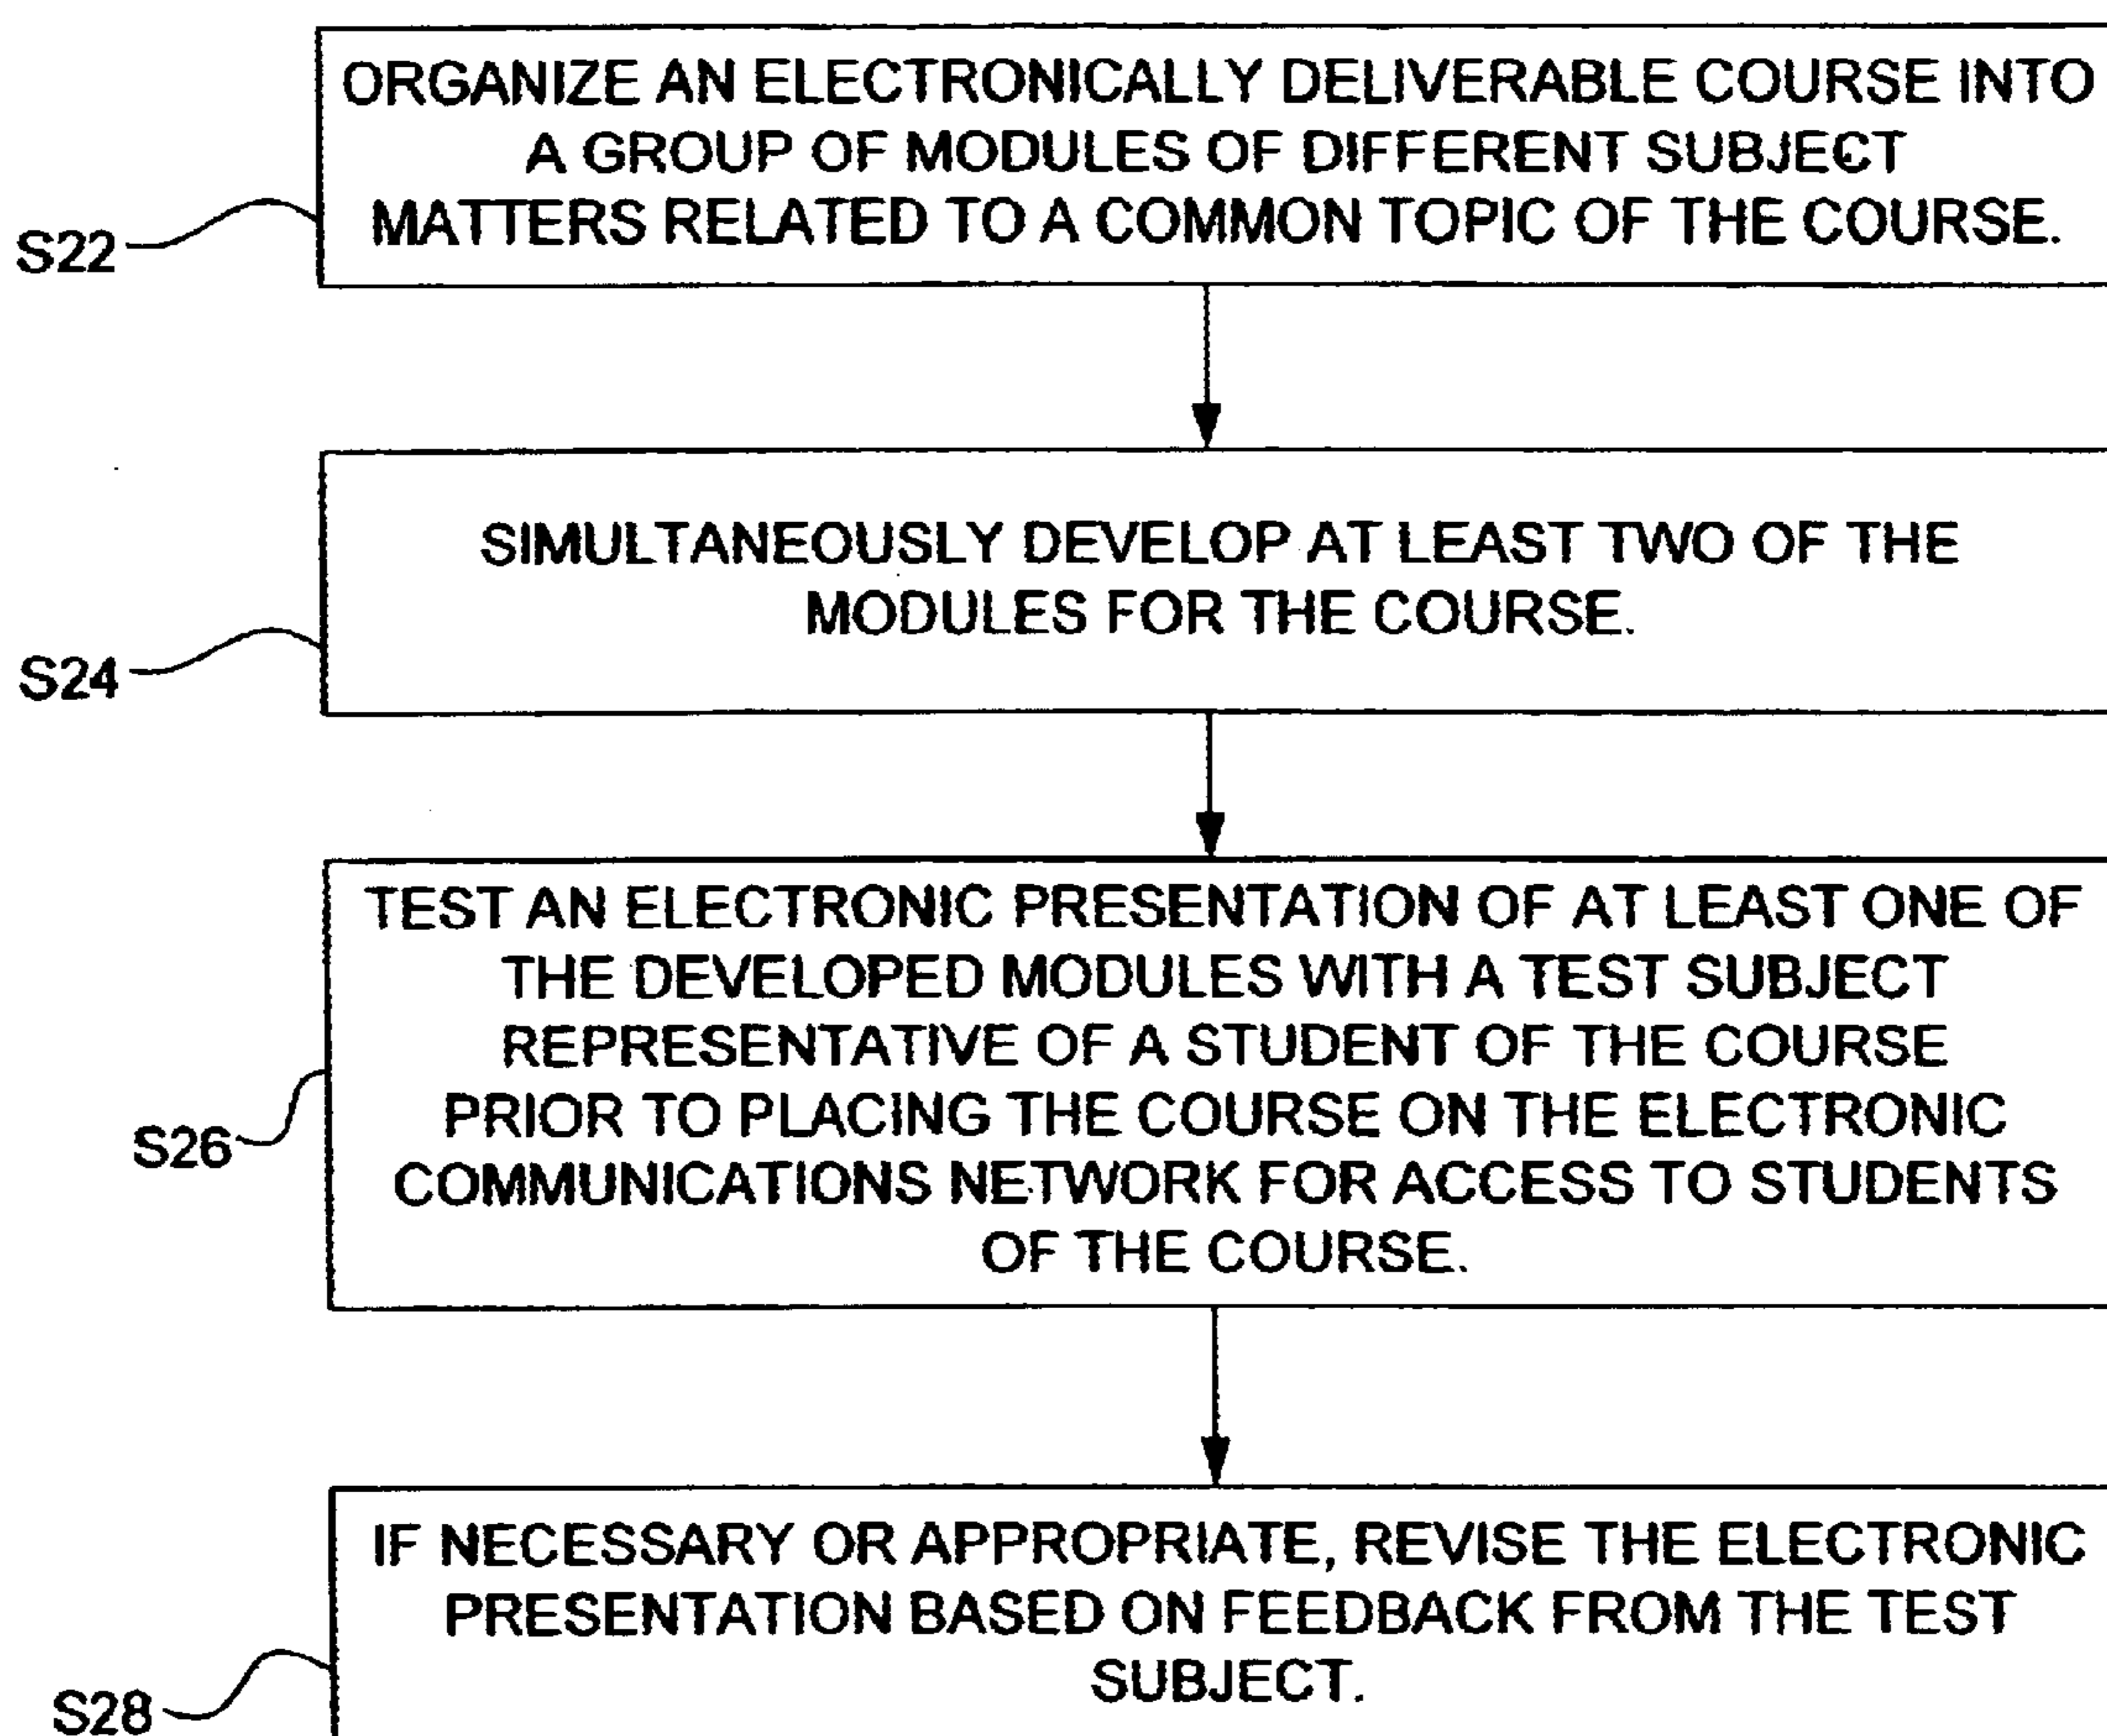 ORGANIZE AN ELECTRONICALLY DELIVERABLE COURSE INTO
A GROUP OF MODULES OF DIFFERENT SUBJECT
MATTERS RELATED TO A COMMON TOPIC OF THE COURSE.
S22
SIMULTANEOUSLY DEVELOP AT LEAST TWO OF THE
MODULES FOR THE COURSE.
S24
TEST AN ELECTRONIC PRESENTATION OF AT LEAST ONE OF
THE DEVELOPED MODULES WITH A TEST SUBJECT
REPRESENTATIVE OF A STUDENT OF THE COURSE
PRIOR TO PLACING THE COURSE ON THE ELECTRONIC
COMMUNICATIONS NETWORK FOR ACCESS TO STUDENTS
OF THE COURSE.
S26
IF NECESSARY OR APPROPRIATE, REVISE THE ELECTRONIC
PRESENTATION BASED ON FEEDBACK FROM THE TEST
SUBJECT.
S28